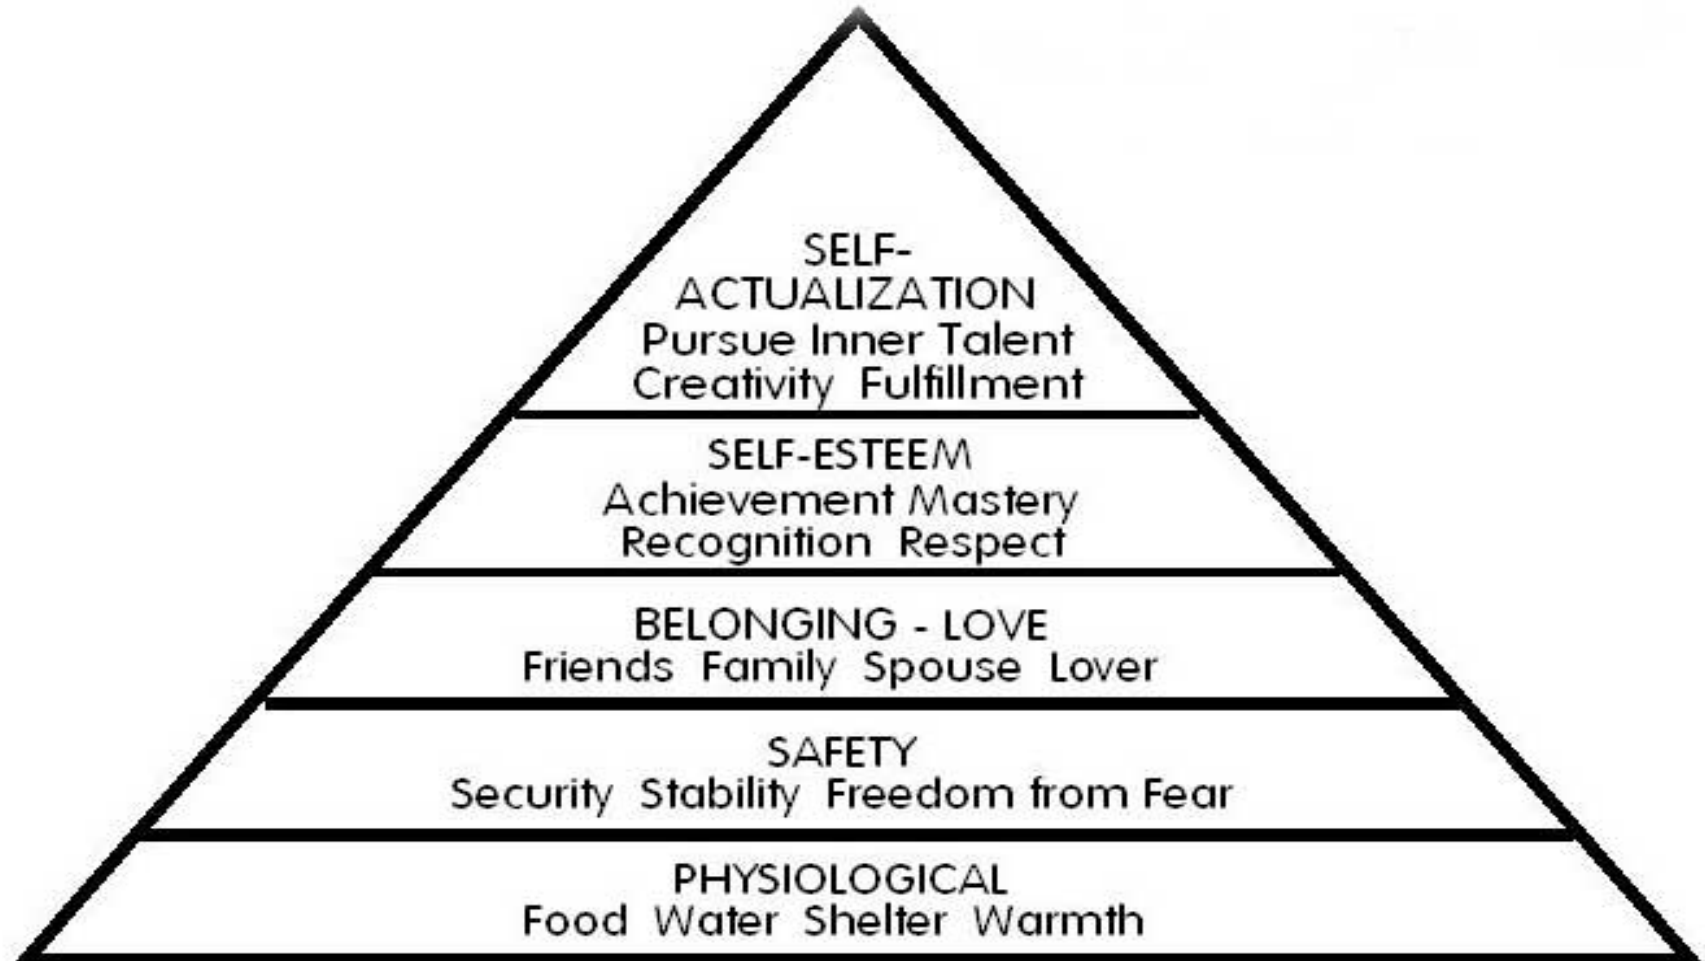 SELF-
ACTUALIZATION
Pursue Inner Talent
Creativity Fulfillment
SELF-ESTEEM
Achievement Mastery
Recognition Respect
BELONGING - LOVE
Friends Family Spouse Lover
SAFETY
Security Stability Freedom from Fear
PHYSIOLOGICAL
Food Water Shelter Warmth